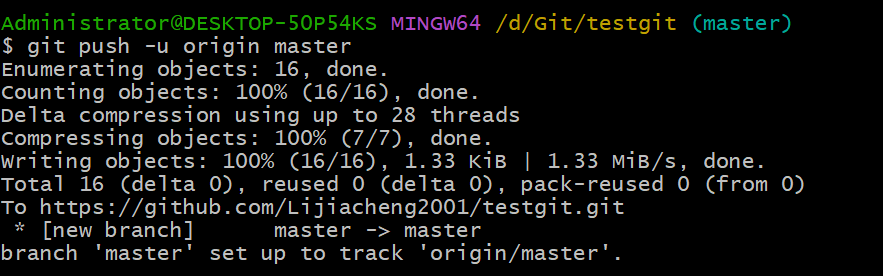 Administrator@DESKTOP-50P54KS MINGW64 /d/Git/testgit (master)
$ git push -u origin master
Enumerating objects: 16, done.
Counting objects: 100% (16/16), done.
Delta compression using up to 28 threads
Compressing objects: 100% (7/7), done.
Writing objects: 100% (16/16), 1.33 KiB | 1.33 MiB/s, done.
Total 16 (delta 0), reused 0 (delta 0), pack-reused 0 (from 0)
To https://github.com/Lijiacheng2001/testgit.git
 * [new branch]      master -> master
branch 'master' set up to track 'origin/master'.